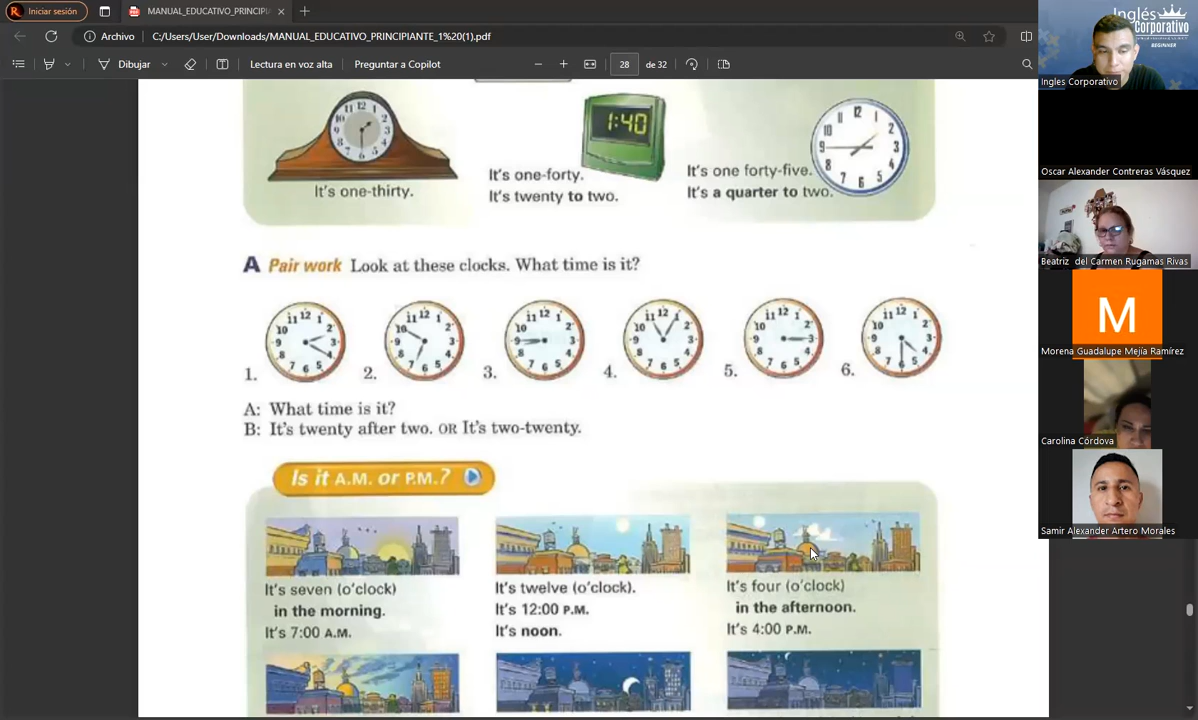 Iniciar sesión
MANUAL_EDUCATIVO_PRINCIPIA
Archivo
C:/Users/User/Downloads/MANUAL_EDUCATIVO_PRINCIPIANTE_1%20(1).pdf
Dibujar
Lectura en voz alta
Preguntar a Copilot
28
de 32
1:40
It's one-thirty.
It's one-forty.
It's twenty to two.
It's one forty-five.
It's a quarter to two.
A Pair work Look at these clocks. What time is it?
1.
2.
3.
4.
5.
6.
A: What time is it?
B: It's twenty after two. OR It's two-twenty.
Is it A.M. or P.M.?
It's seven (o'clock)
in the morning.
It's 7:00 A.M.
It's twelve (o'clock).
It's 12:00 P.M.
It's noon.
It's four (o'clock)
in the afternoon.
It's 4:00 P.M.
Inglés
Corporativo
BEGINNER
Ingles Corporativo
Oscar Alexander Contreras Vásquez
Beatriz del Carmen Rugamas Rivas
M
Morena Guadalupe Mejía Ramírez
Carolina Córdova
Samir Alexander Artero Morales